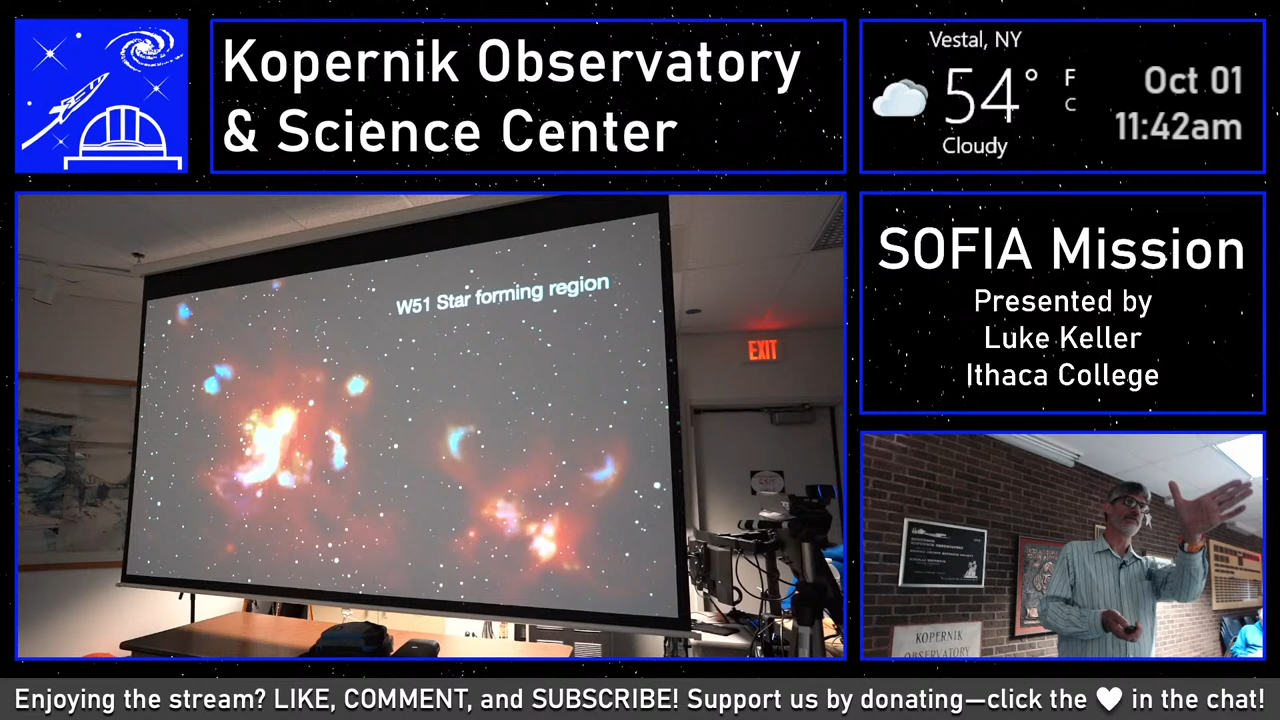 Kopernik Observatory
& Science Center
Vestal, NY
54° F
C
Cloudy
Oct 01
11:42am
W51 Star forming region
EXIT
SOFIA Mission
Presented by
Luke Keller
Ithaca College
KOPERNIK
OBSERVATORY
Enjoying the stream? LIKE, COMMENT, and SUBSCRIBE! Support us by donating—click the ♥ in the chat!